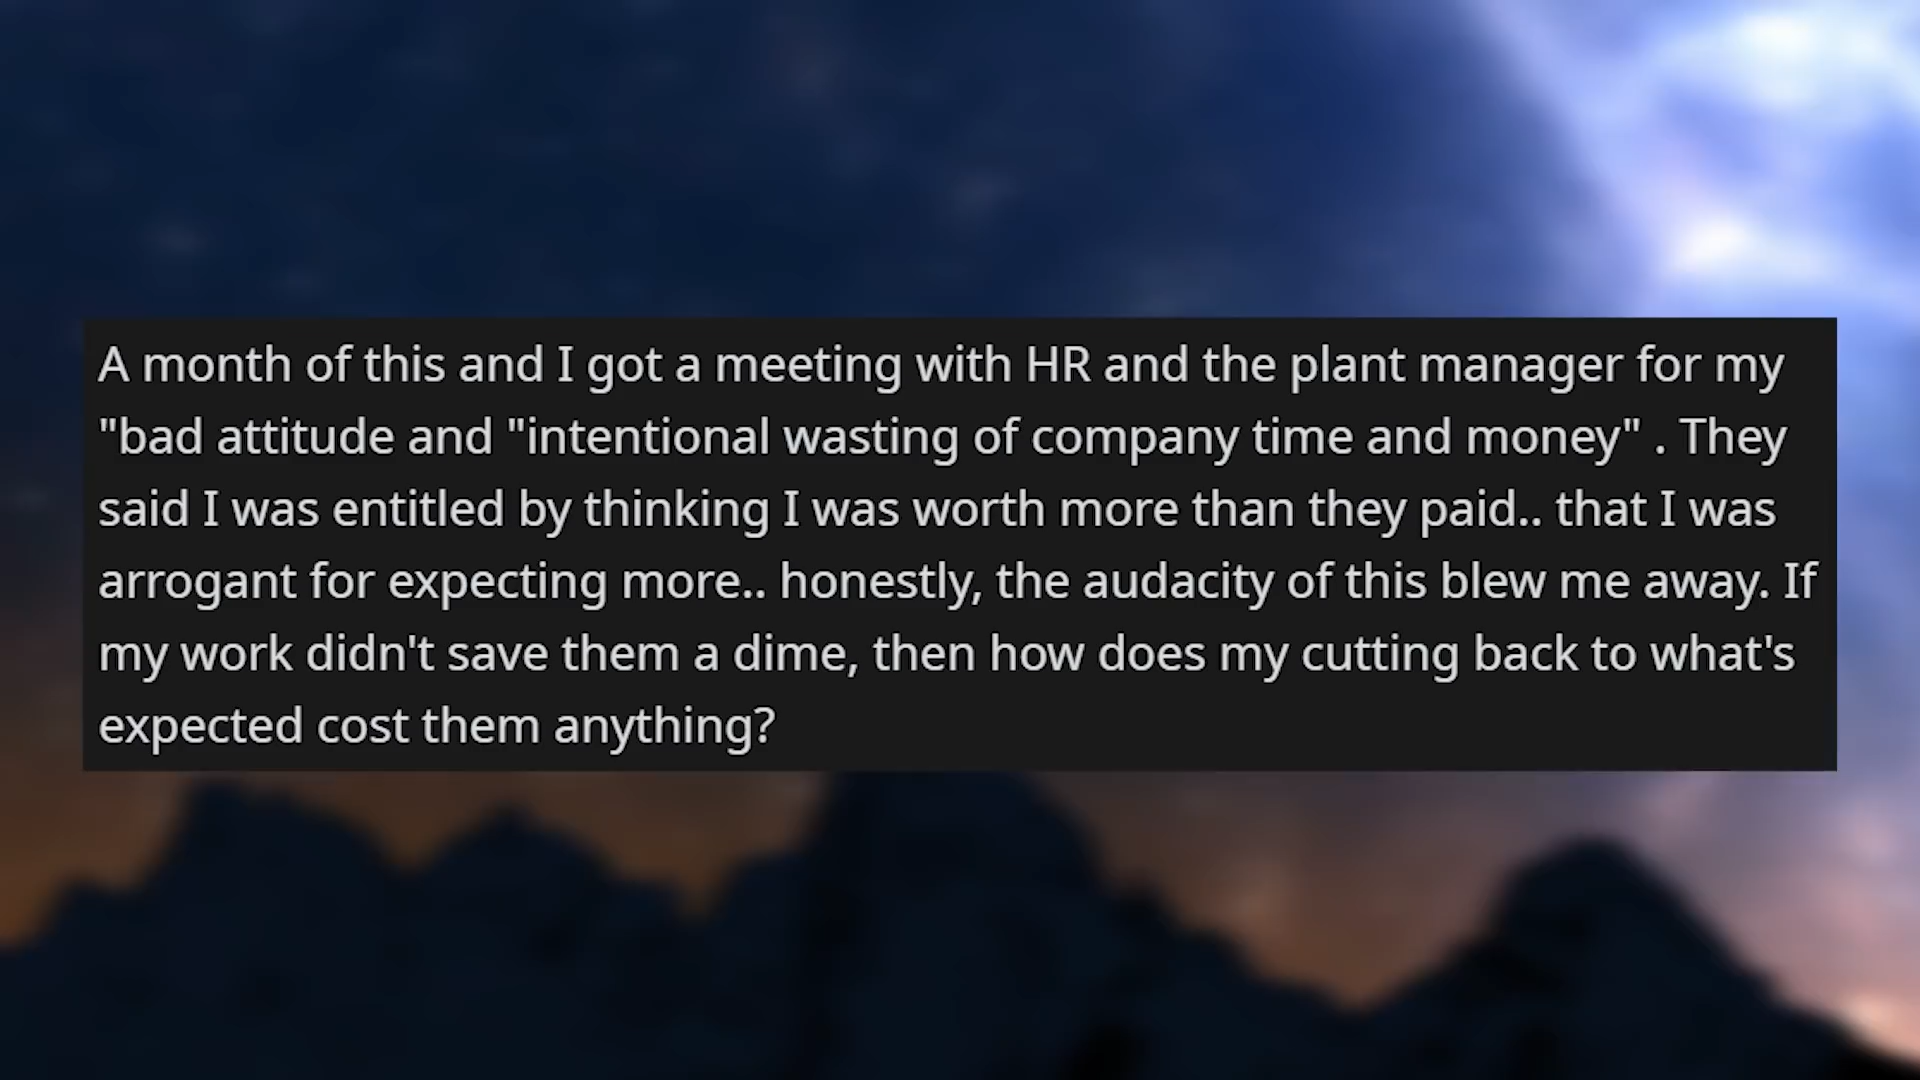 A month of this and I got a meeting with HR and the plant manager for my
"bad attitude and "intentional wasting of company time and money" . They
said I was entitled by thinking I was worth more than they paid.. that I was
arrogant for expecting more.. honestly, the audacity of this blew me away. If
my work didn't save them a dime, then how does my cutting back to what's
expected cost them anything?